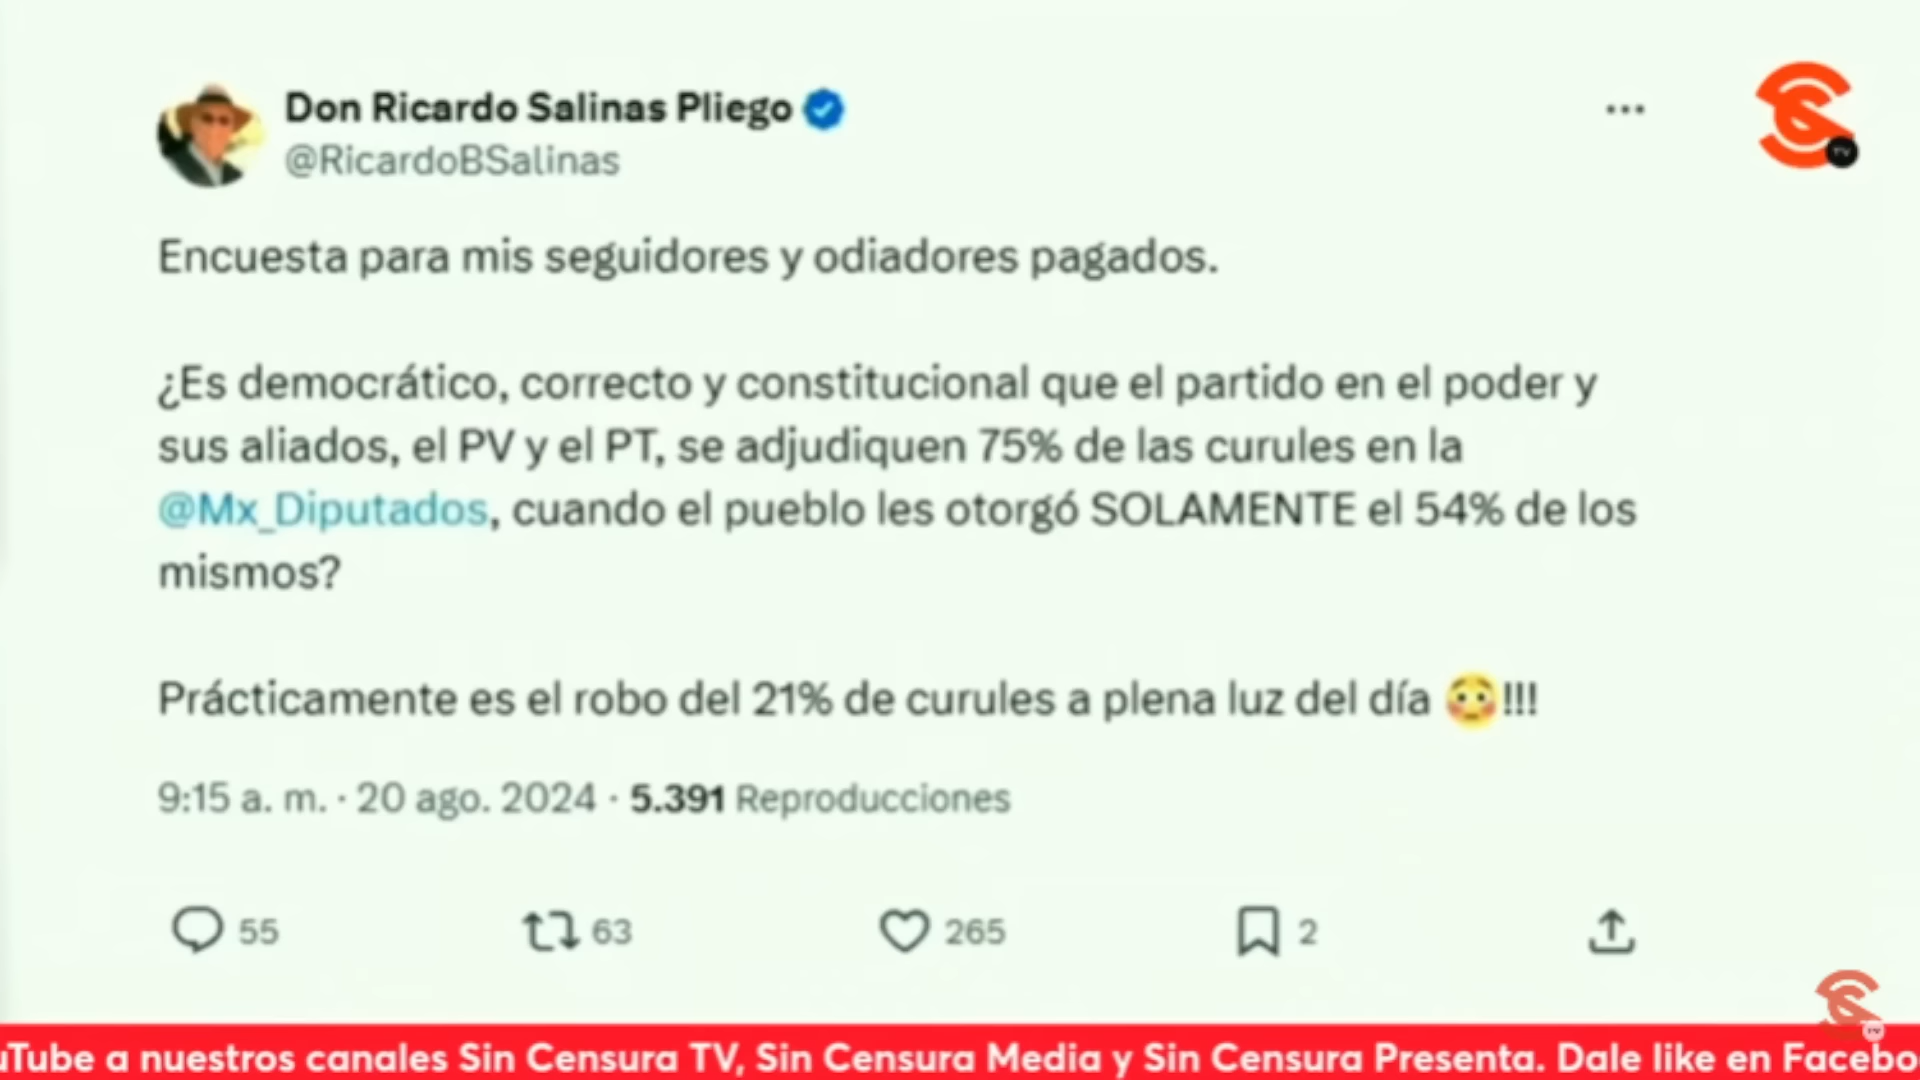 Don Ricardo Salinas Pliego
@RicardoBSalinas
Encuesta para mis seguidores y odiadores pagados.
¿Es democrático, correcto y constitucional que el partido en el poder y
sus aliados, el PV y el PT, se adjudiquen 75% de las curules en la
@Mx_Diputados, cuando el pueblo les otorgó SOLAMENTE el 54% de los
mismos?
Prácticamente es el robo del 21% de curules a plena luz del día 😳!!!
9:15 a. m. · 20 ago. 2024 · 5.391 Reproducciones
55 63 265 2
TV
TV
uTube a nuestros canales Sin Censura TV, Sin Censura Media y Sin Censura Presenta. Dale like en Facebo